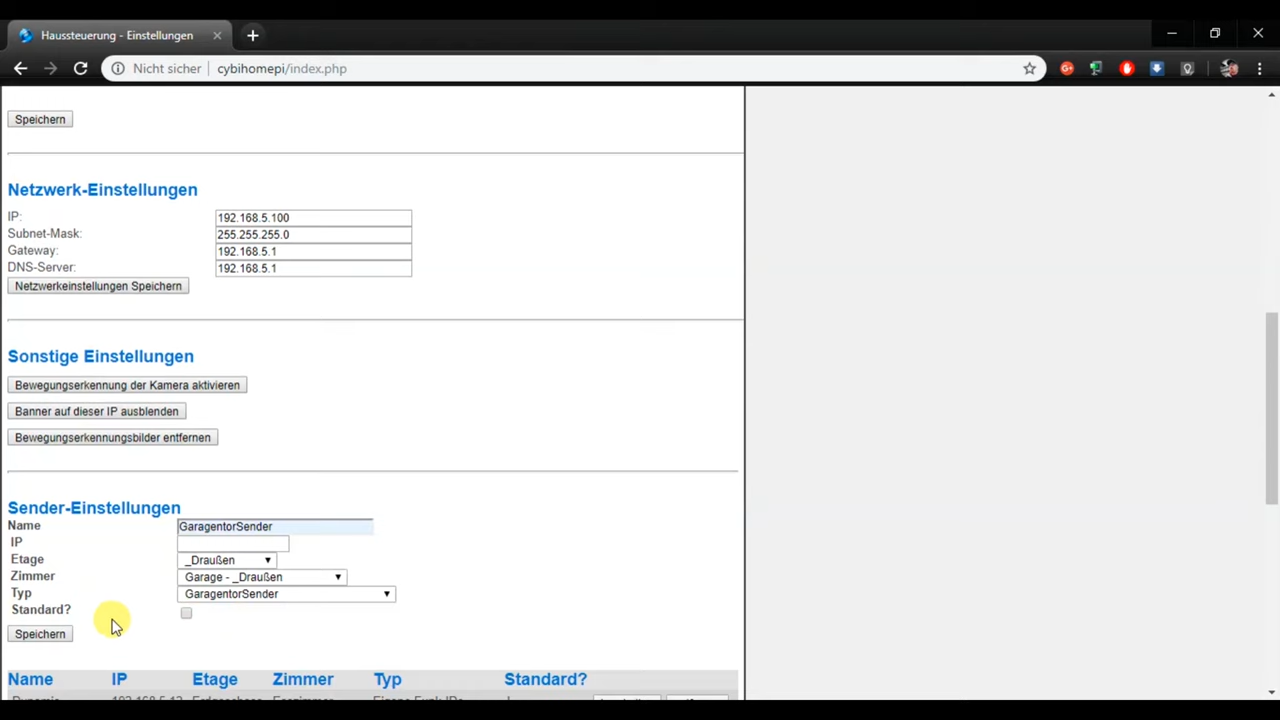 Haussteuerung - Einstellungen
Nicht sicher cybihomepi/index.php
Speichern
Netzwerk-Einstellungen
IP: 192.168.5.100
Subnet-Mask: 255.255.255.0
Gateway: 192.168.5.1
DNS-Server: 192.168.5.1
Netzwerkeinstellungen Speichern
Sonstige Einstellungen
Bewegungserkennung der Kamera aktivieren
Banner auf dieser IP ausblenden
Bewegungserkennungsbilder entfernen
Sender-Einstellungen
Name GaragentorSender
IP
Etage _Draußen
Zimmer Garage - _Draußen
Typ GaragentorSender
Standard?
Speichern
Name IP Etage Zimmer Typ Standard?